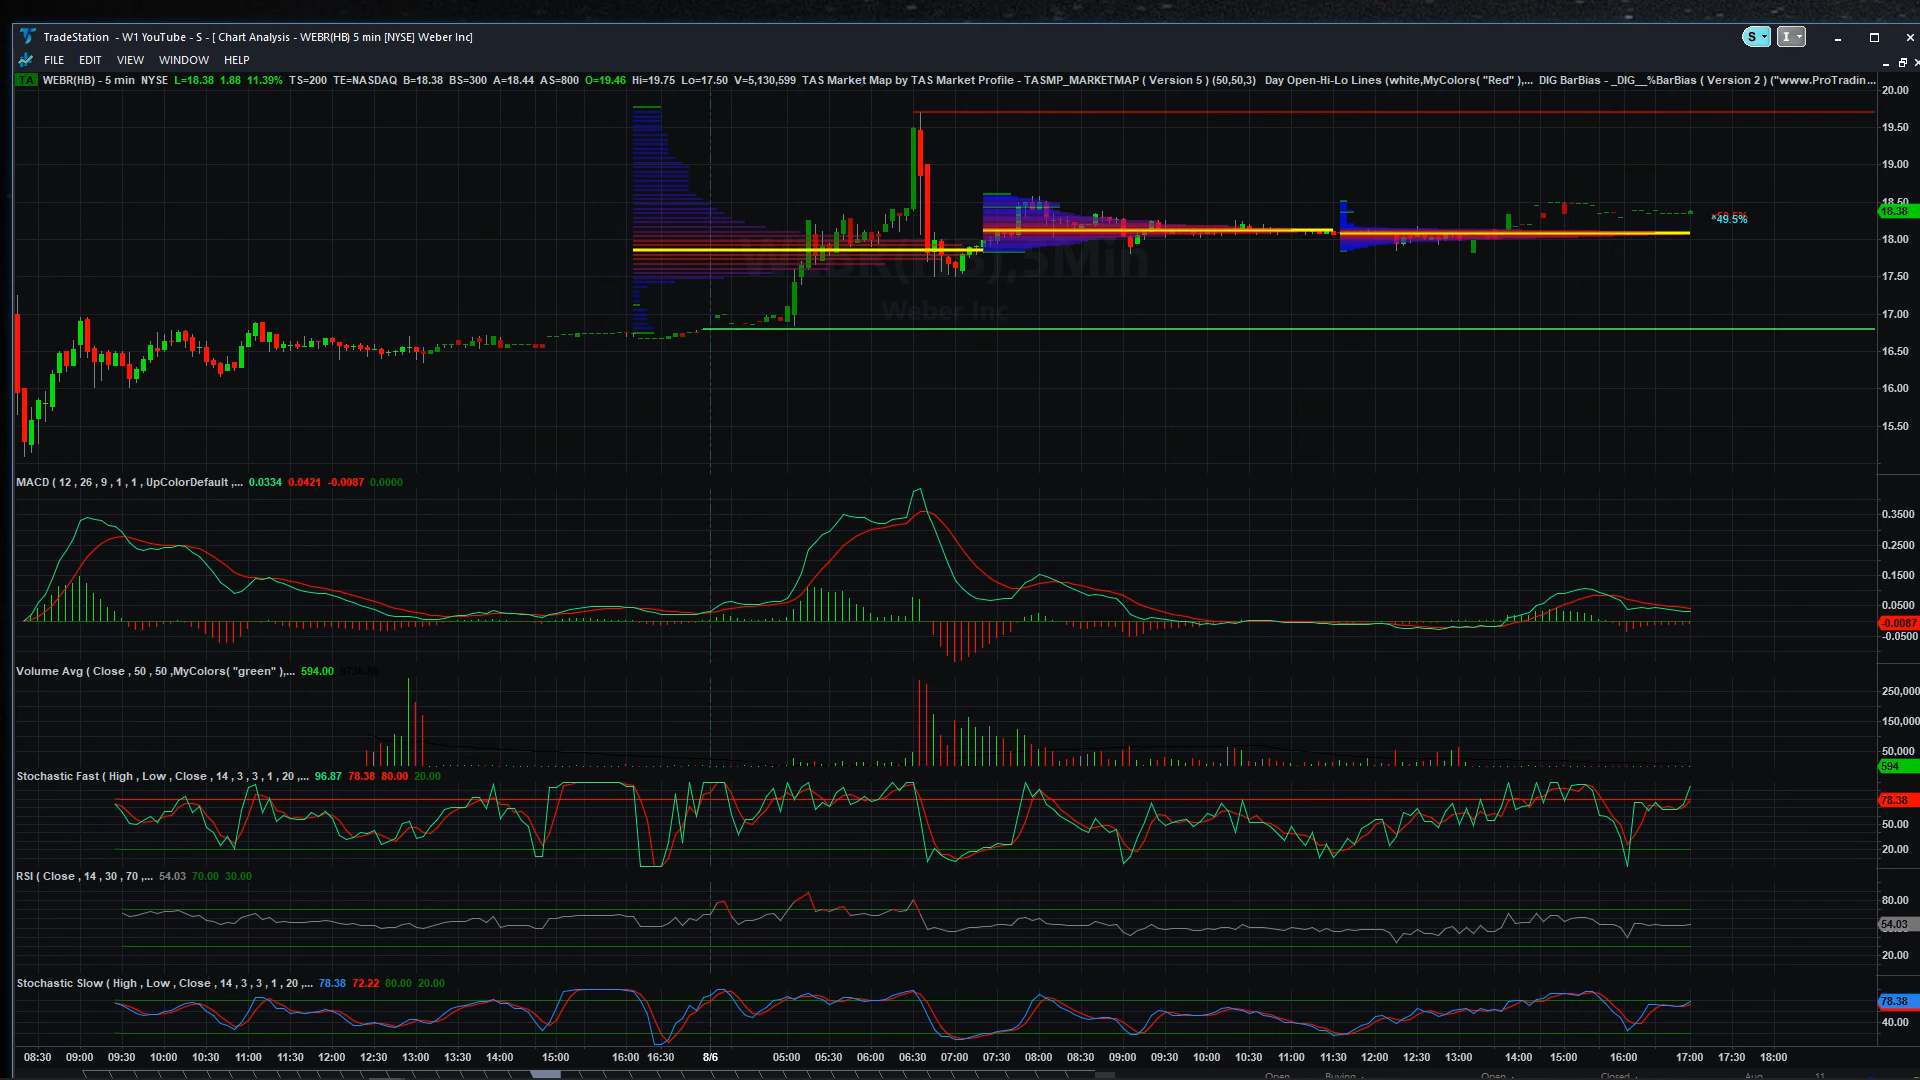 TradeStation - W1 YouTube - S - [ Chart Analysis - WEBR(HB) 5 min [NYSE] Weber Inc]
S I
FILE EDIT VIEW WINDOW HELP
TA WEBR(HB) - 5 min NYSE L=18.38 1.88 11.39% TS=200 TE=NASDAQ B=18.38 BS=300 A=18.44 AS=800 O=19.46 Hi=19.75 Lo=17.50 V=5,130,599 TAS Market Map by TAS Market Profile - TASMP_MARKETMAP ( Version 5 ) (50,50,3) Day Open-Hi-Lo Lines (white,MyColors( "Red" ),... DIG BarBias - _DIG__%BarBias ( Version 2 ) ("www.ProTradin...
20.00
19.50
19.00
18.50
18.38
49.5%
18.00
17.50
17.00
16.50
16.00
15.50
WEBR(HB),5Min
Weber Inc
MACD ( 12 , 26 , 9 , 1 , 1 , UpColorDefault ,... 0.0334 0.0421 -0.0087 0.0000
0.3500
0.2500
0.1500
0.0500
-0.0087
-0.0500
Volume Avg ( Close , 50 , 50 ,MyColors( "green" ),... 594.00
250,000
150,000
50.000
594
Stochastic Fast ( High , Low , Close , 14 , 3 , 3 , 1 , 20 ,... 96.87 78.38 80.00 20.00
78.38
50.00
20.00
RSI ( Close , 14 , 30 , 70 ,... 54.03 70.00 30.00
80.00
54.03
20.00
Stochastic Slow ( High , Low , Close , 14 , 3 , 3 , 1 , 20 ,... 78.38 72.22 80.00 20.00
78.38
40.00
08:30 09:00 09:30 10:00 10:30 11:00 11:30 12:00 12:30 13:00 13:30 14:00 15:00 16:00 16:30 8/6 05:00 05:30 06:00 06:30 07:00 07:30 08:00 08:30 09:00 09:30 10:00 10:30 11:00 11:30 12:00 12:30 13:00 14:00 15:00 16:00 17:00 17:30 18:00